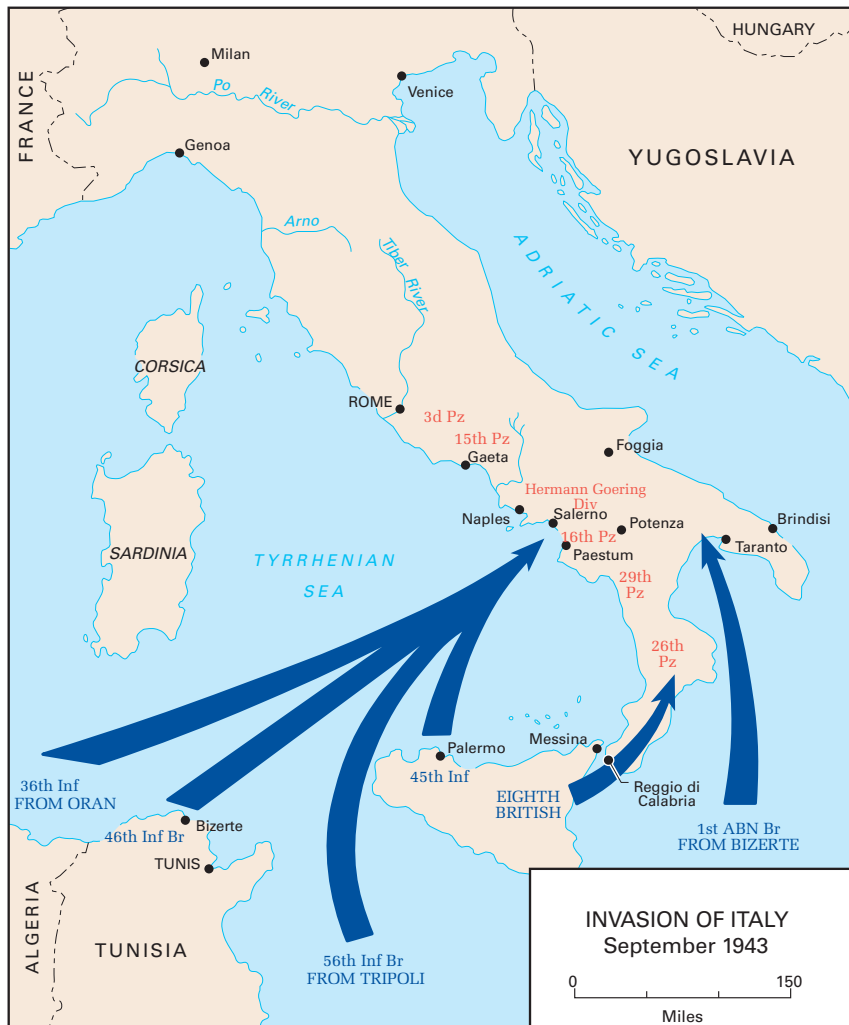 HUNGARY
Milan
FRANCE
Po River
Venice
Genoa
YUGOSLAVIA
Arno
Tiber River
ADRIATIC SEA
CORSICA
ROME
3d Pz
15th Pz
Gaeta
Foggia
Hermann Goering
Div
Naples
Salerno
Potenza
Brindisi
16th Pz
Taranto
Paestum
SARDINIA
TYRRHENIAN
SEA
29th
Pz
26th
Pz
Messina
Palermo
45th Inf
36th Inf
FROM ORAN
EIGHTH
BRITISH
Reggio di
Calabria
46th Inf Br
Bizerte
1st ABN Br
FROM BIZERTE
TUNIS
ALGERIA
TUNISIA
56th Inf Br
FROM TRIPOLI
INVASION OF ITALY
September 1943
0 150
Miles